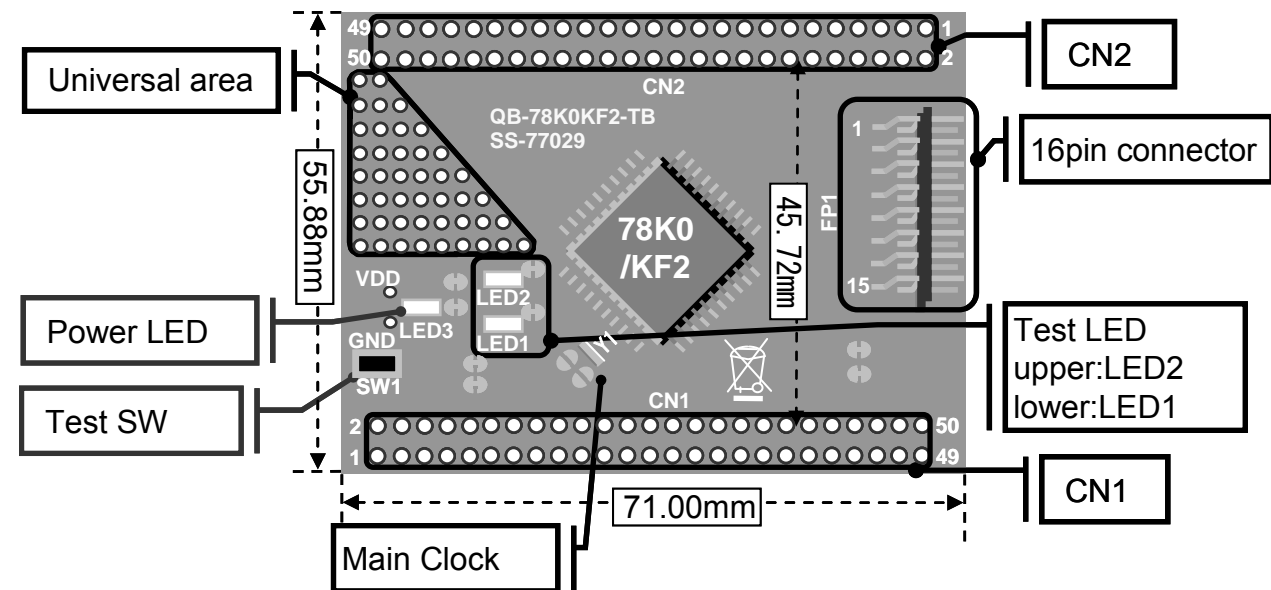 49
1
50
2
CN2
CN2
Universal area
QB-78K0KF2-TB
SS-77029
1
16pin connector
55.88mm
45.72mm
FP1
78K0
/KF2
15
VDD
LED2
Power LED
LED3
GND
LED1
Y1
Test LED
upper:LED2
lower:LED1
SW1
Test SW
CN1
2
50
1
49
CN1
71.00mm
Main Clock